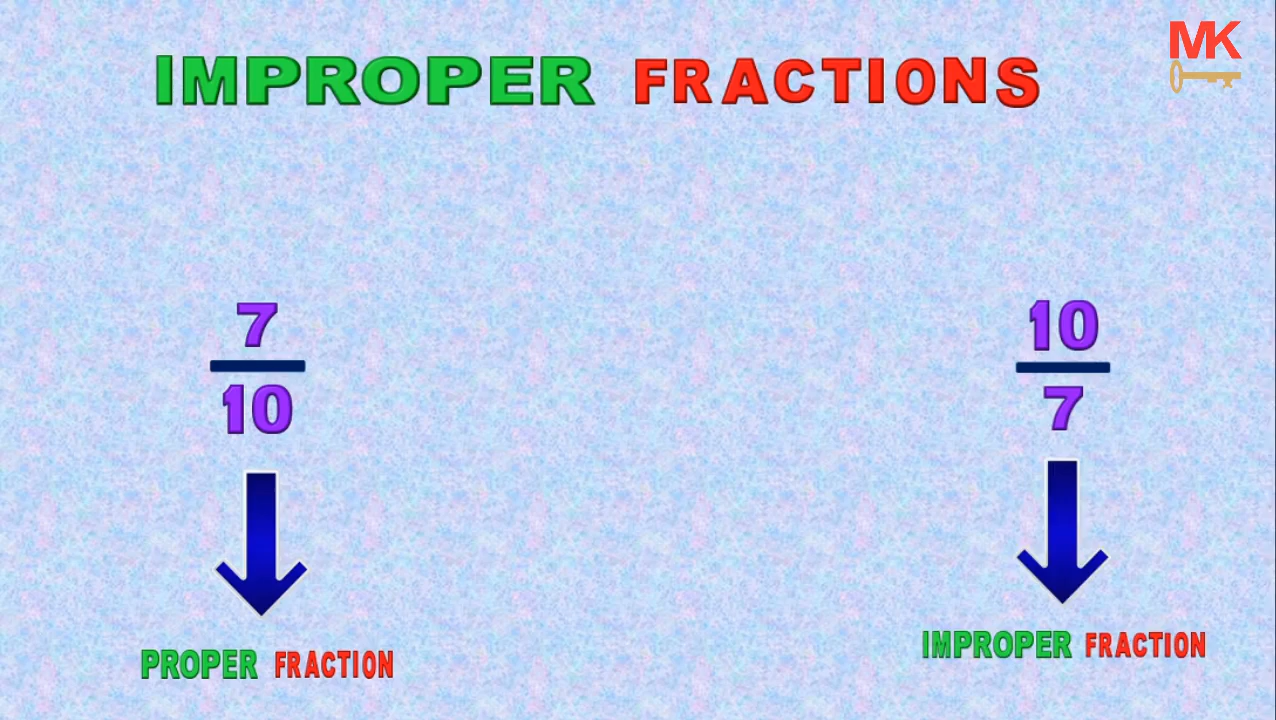 MK
IMPROPER FRACTIONS
7
10
10
7
PROPER FRACTION
IMPROPER FRACTION